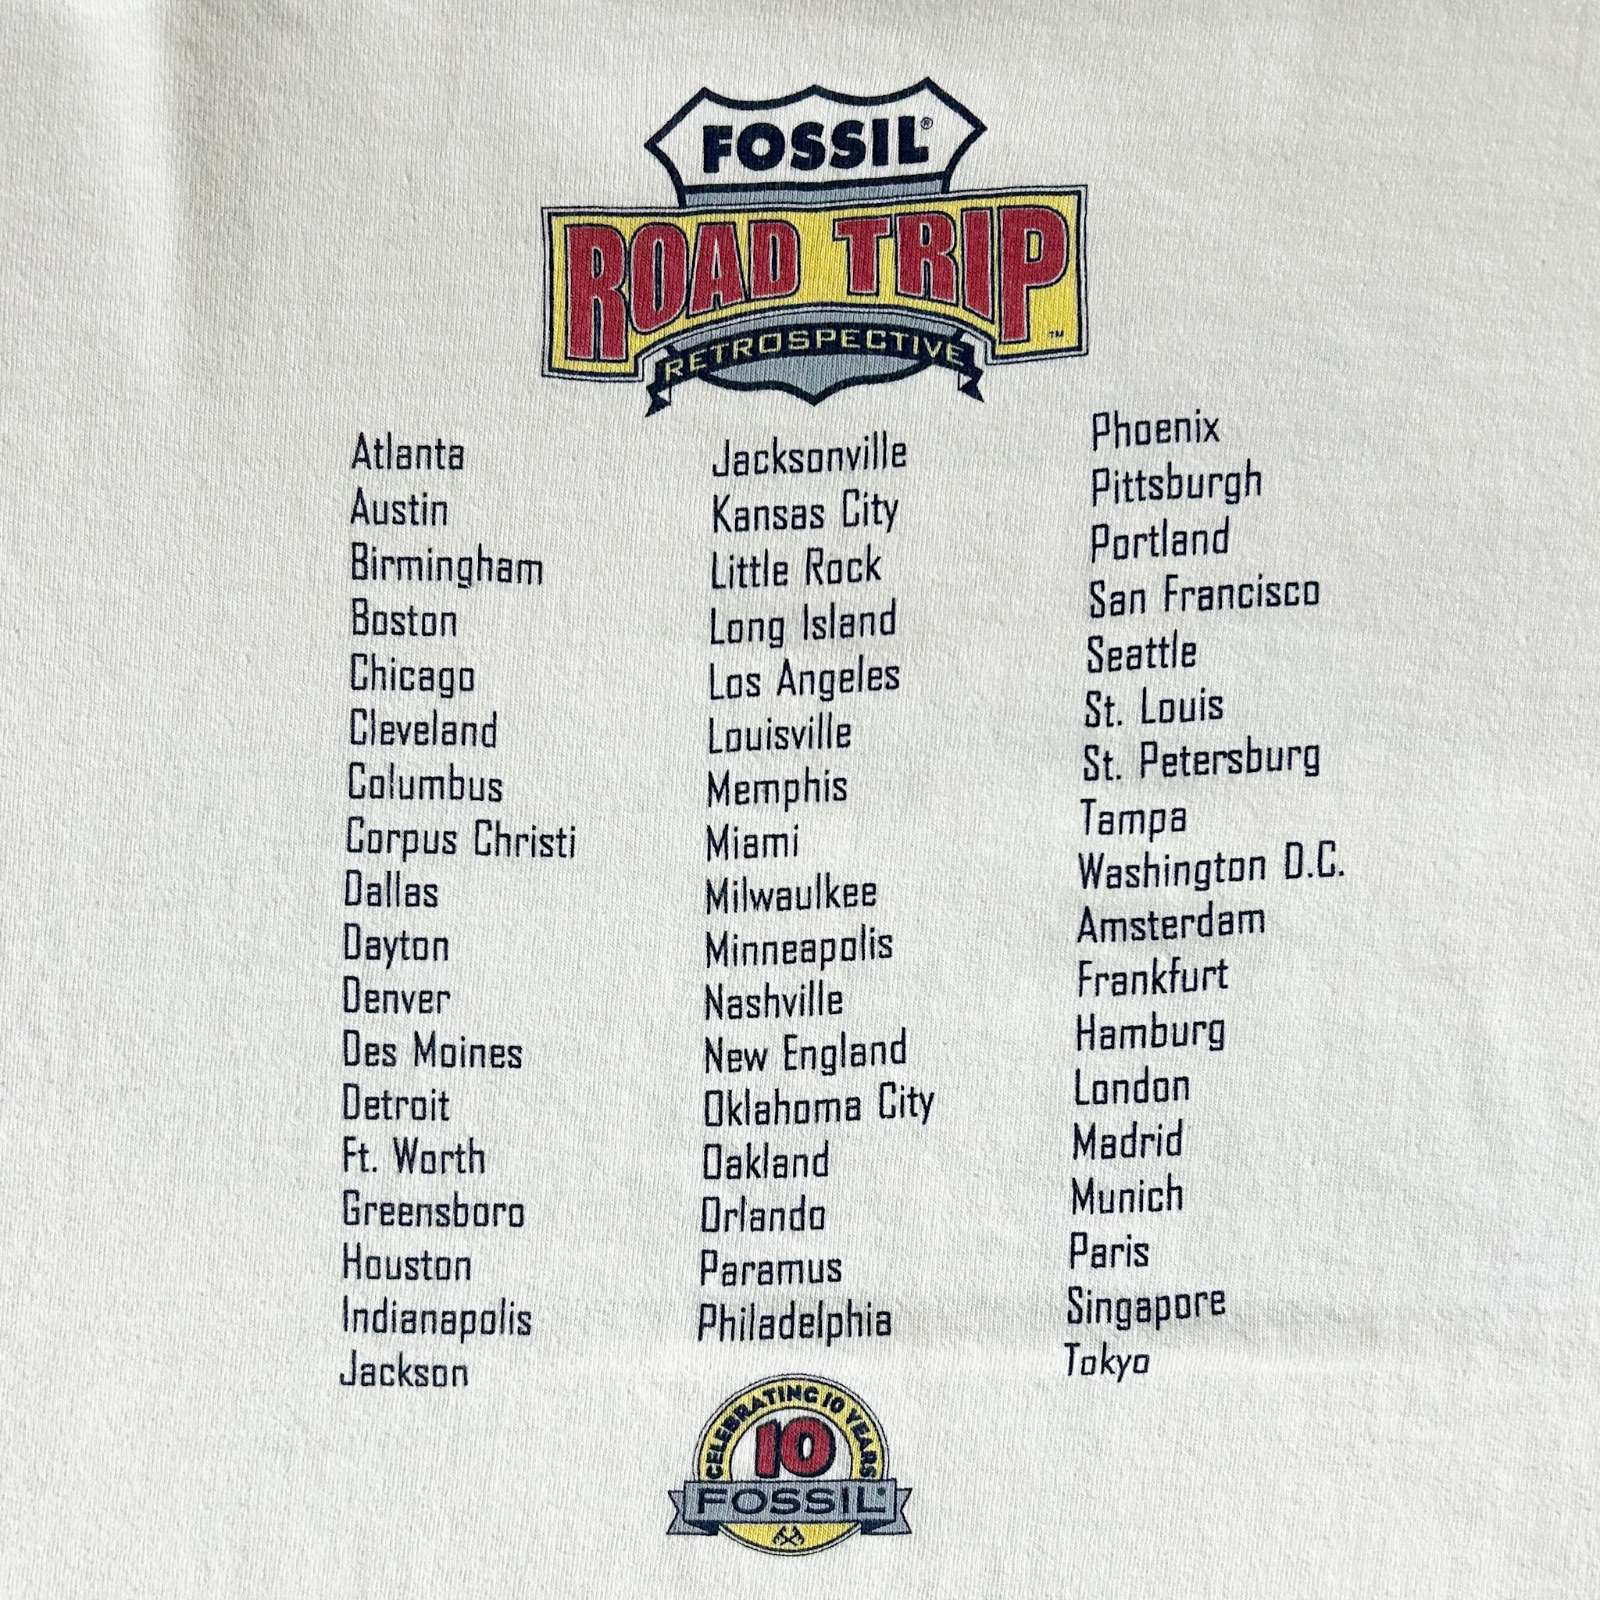 FOSSIL®
ROAD TRIP™
RETROSPECTIVE
Atlanta
Austin
Birmingham
Boston
Chicago
Cleveland
Columbus
Corpus Christi
Dallas
Dayton
Denver
Des Moines
Detroit
Ft. Worth
Greensboro
Houston
Indianapolis
Jackson
Jacksonville
Kansas City
Little Rock
Long Island
Los Angeles
Louisville
Memphis
Miami
Milwaulkee
Minneapolis
Nashville
New England
Oklahoma City
Oakland
Orlando
Paramus
Philadelphia
Phoenix
Pittsburgh
Portland
San Francisco
Seattle
St. Louis
St. Petersburg
Tampa
Washington D.C.
Amsterdam
Frankfurt
Hamburg
London
Madrid
Munich
Paris
Singapore
Tokyo
CELEBRATING 10 YEARS
10
FOSSIL®